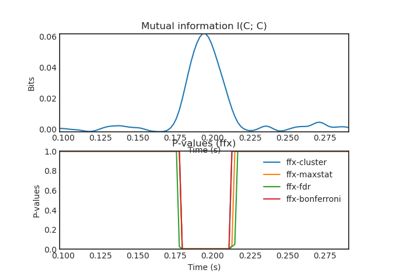 Mutual information I(C; C)
0.06
0.04
0.02
0.00
Bits
0.100 0.125 0.150 0.175 0.200 0.225 0.250 0.275
Time (s)
P-values (ffx)
1.0
0.8
0.6
0.4
0.2
0.0
P-values
ffx-cluster
ffx-maxstat
ffx-fdr
ffx-bonferroni
0.100 0.125 0.150 0.175 0.200 0.225 0.250 0.275
Time (s)